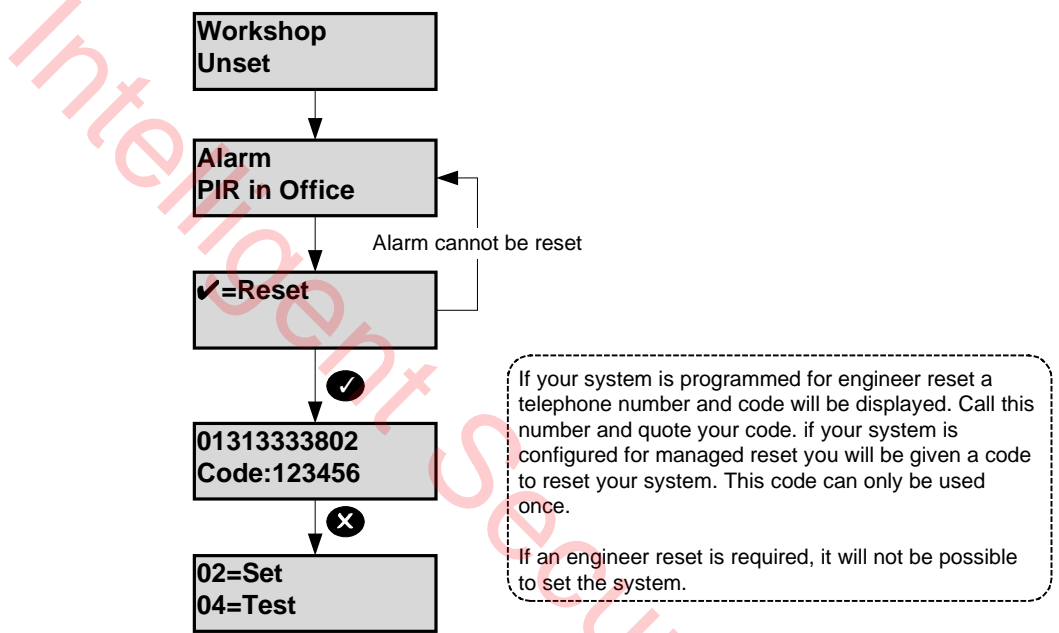 Workshop
Unset
Alarm
PIR in Office
Alarm cannot be reset
✔=Reset
01313333802
Code:123456
02=Set
04=Test
If your system is programmed for engineer reset a
telephone number and code will be displayed. Call this
number and quote your code. if your system is
configured for managed reset you will be given a code
to reset your system. This code can only be used
once.
If an engineer reset is required, it will not be possible
to set the system.
Intelligent Secu